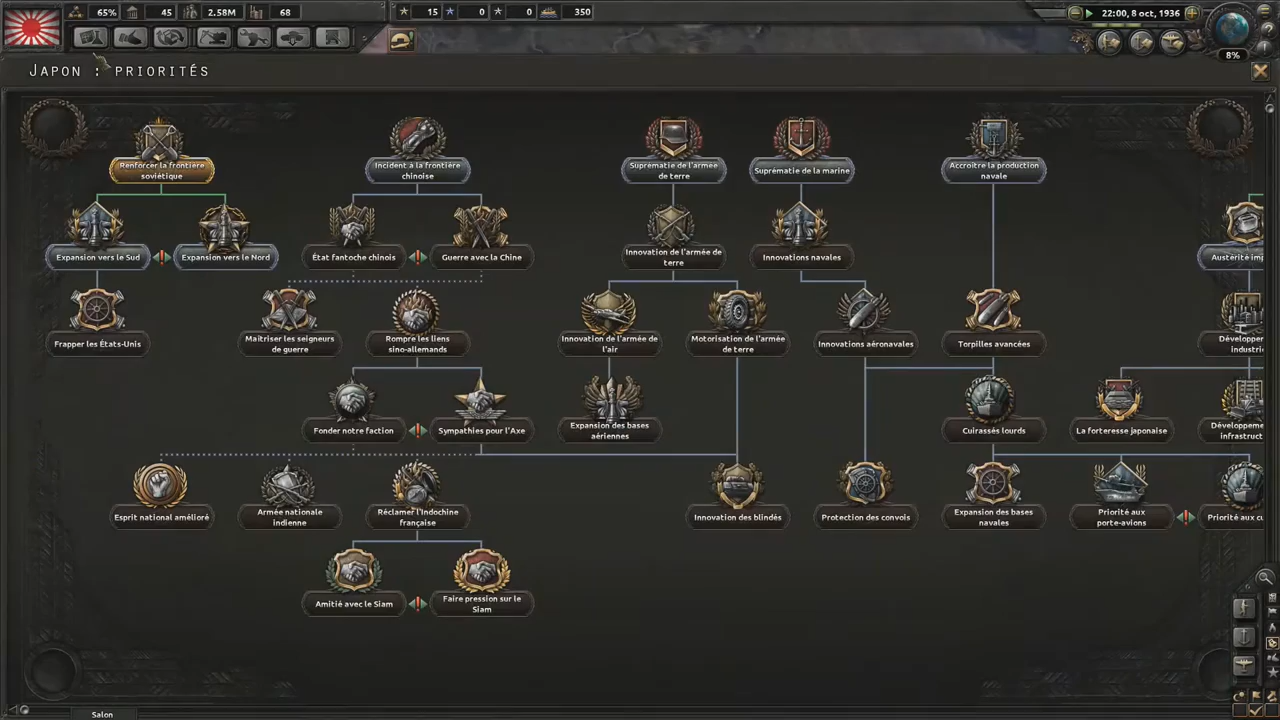 65% 45 2.58M 68 15 0 0 350 22:00, 8 oct, 1936
8%
Japon : priorités
Renforcer la frontière
soviétique
Incident à la frontière
chinoise
Suprématie de l'armée
de terre
Suprématie de la marine
Accroître la production
navale
Expansion vers le Sud
Expansion vers le Nord
État fantoche chinois
Guerre avec la Chine
Innovation de l'armée de
terre
Innovations navales
Austérité imp
Frapper les États-Unis
Maîtriser les seigneurs
de guerre
Rompre les liens
sino-allemands
Innovation de l'armée de
l'air
Motorisation de l'armée
de terre
Innovations aéronavales
Torpilles avancées
Développer
industrie
Fonder notre faction
Sympathies pour l'Axe
Expansion des bases
aériennes
Cuirassés lourds
La forteresse japonaise
Développeme
infrastruct
Esprit national amélioré
Armée nationale
indienne
Réclamer l'Indochine
française
Innovation des blindés
Protection des convois
Expansion des bases
navales
Priorité aux
porte-avions
Priorité aux cu
Amitié avec le Siam
Faire pression sur le
Siam
Salon